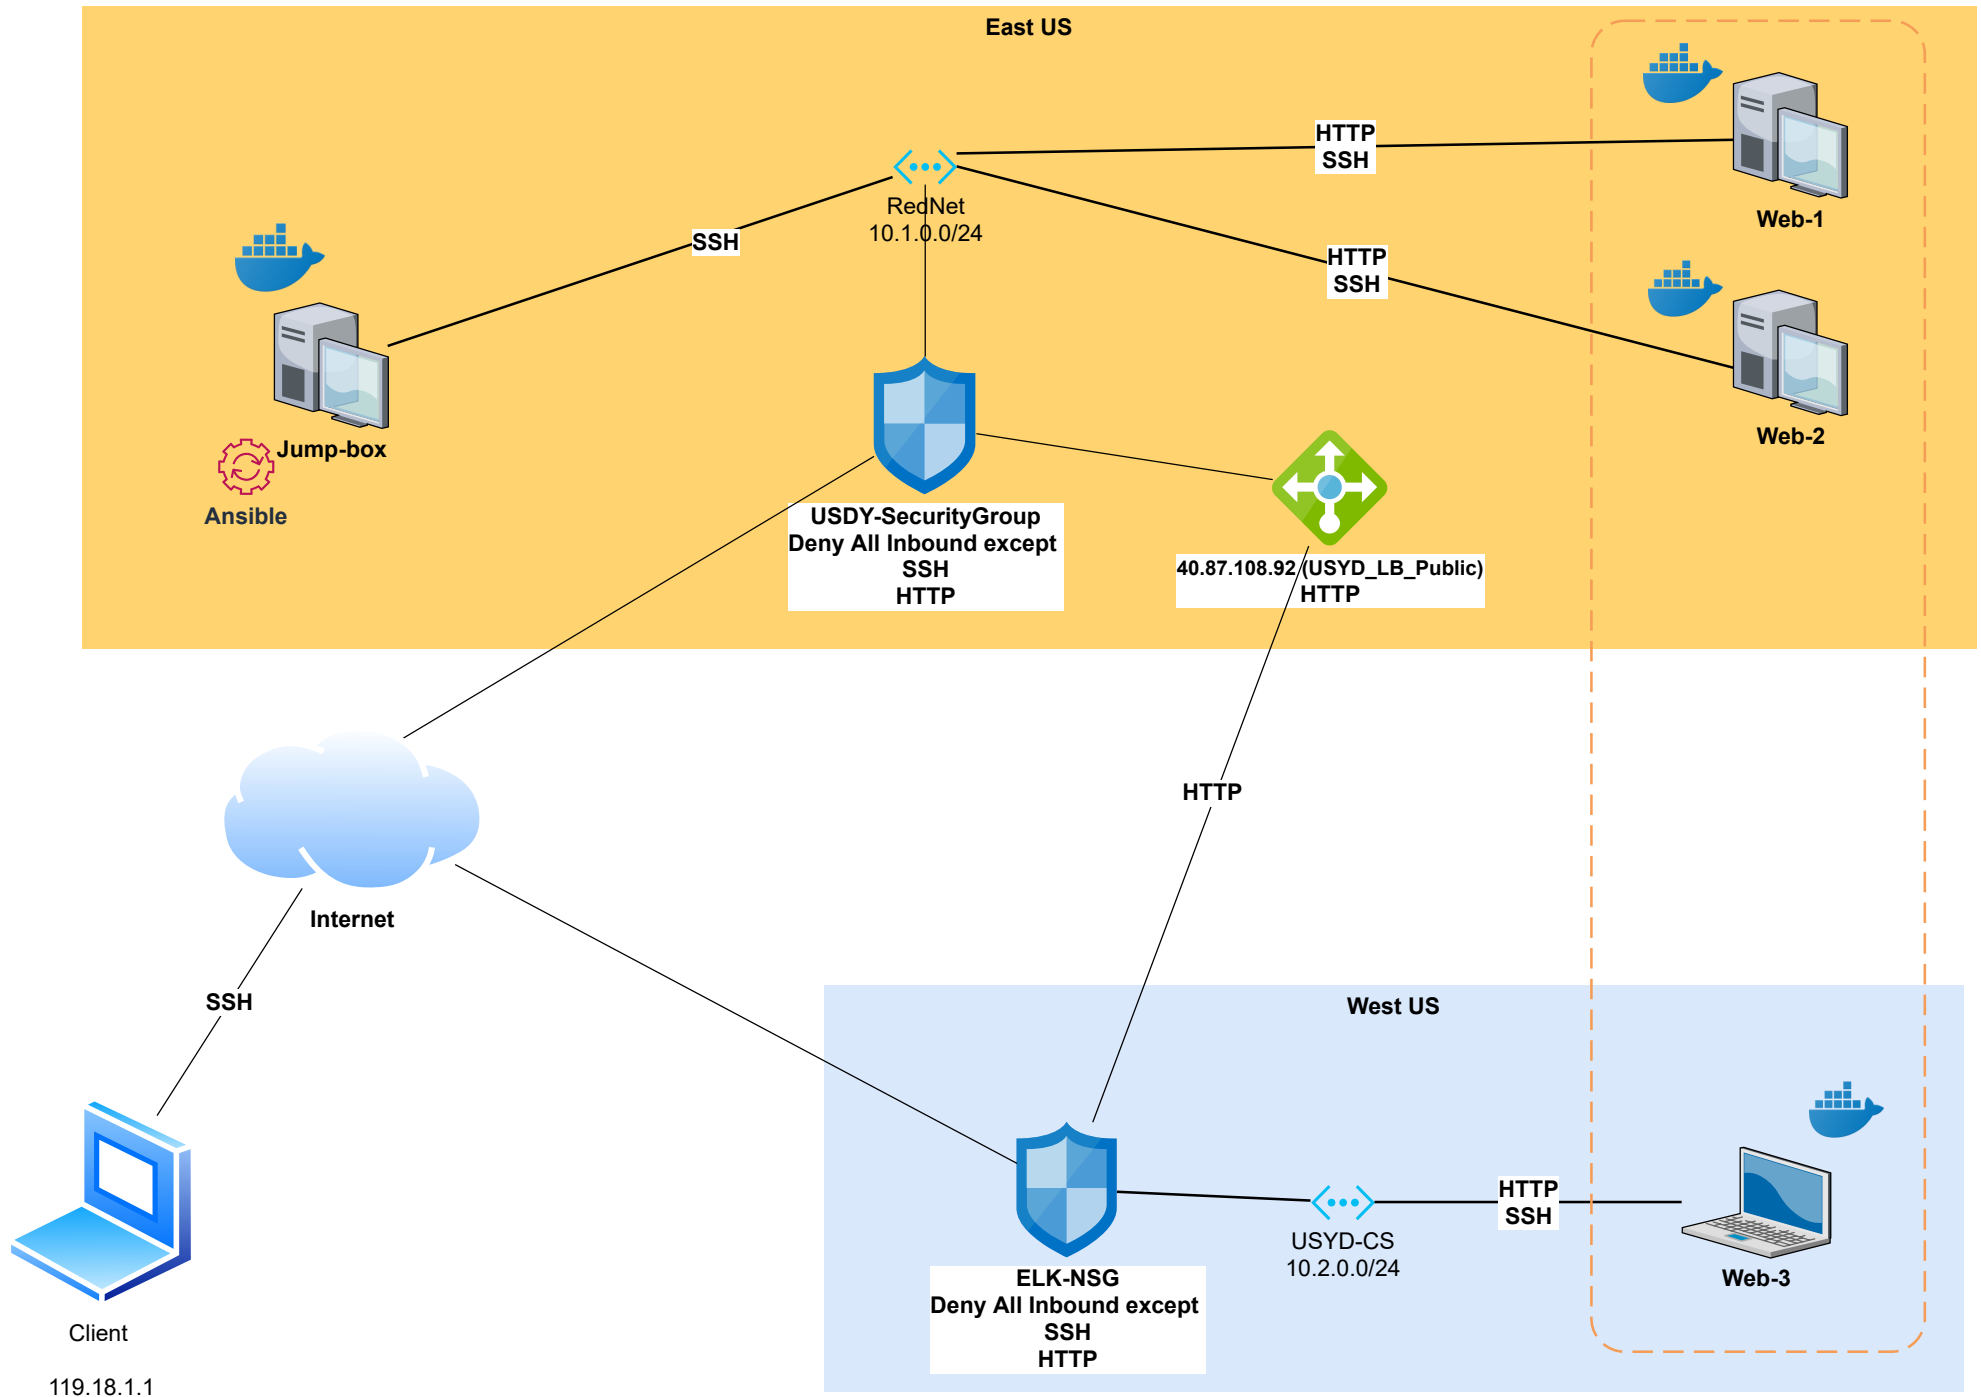 East US
HTTP
SSH
Web-1
RedNet
10.1.0.0/24
SSH
HTTP
SSH
Web-2
Jump-box
Ansible
USDY-SecurityGroup
Deny All Inbound except
SSH
HTTP
40.87.108.92 (USYD_LB_Public)
HTTP
HTTP
Internet
SSH
West US
HTTP
SSH
USYD-CS
10.2.0.0/24
Web-3
ELK-NSG
Deny All Inbound except
SSH
HTTP
Client
119.18.1.1